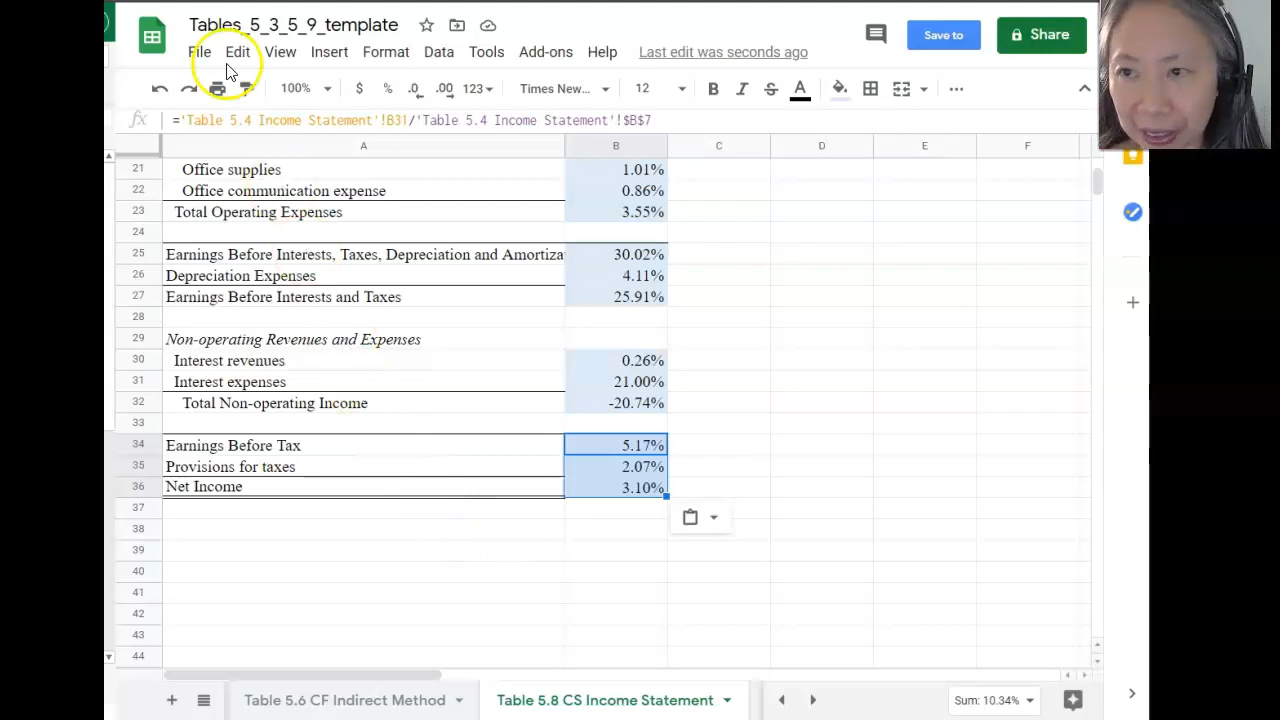 Tables_5_3_5_9_template
File Edit View Insert Format Data Tools Add-ons Help Last edit was seconds ago
Save to
Share
100% $ % .0 .00 123 Times New... 12 B I S A ...
fx ='Table 5.4 Income Statement'!B31/'Table 5.4 Income Statement'!$B$7
A B C D E F
21 Office supplies 1.01%
22 Office communication expense 0.86%
23 Total Operating Expenses 3.55%
24
25 Earnings Before Interests, Taxes, Depreciation and Amortiza 30.02%
26 Depreciation Expenses 4.11%
27 Earnings Before Interests and Taxes 25.91%
28
29 Non-operating Revenues and Expenses
30 Interest revenues 0.26%
31 Interest expenses 21.00%
32 Total Non-operating Income -20.74%
33
34 Earnings Before Tax 5.17%
35 Provisions for taxes 2.07%
36 Net Income 3.10%
37
38
39
40
41
42
43
44
Table 5.6 CF Indirect Method Table 5.8 CS Income Statement Sum: 10.34%